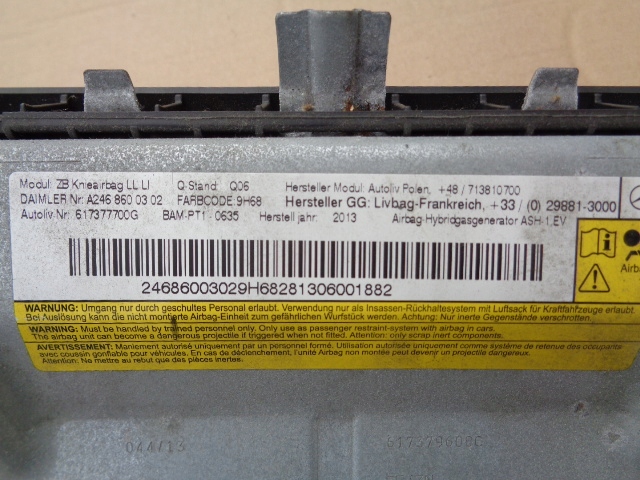 Modul: ZB Knieairbag LL LI Q-Stand: Q06 Hersteller Modul: Autoliv Polen, +48 / 713810700
DAIMLER Nr: A246 860 03 02 FARBCODE: 9H68 Hersteller GG: Livbag-Frankreich, +33 / (0) 29881-3000
Autoliv Nr: 617377700G BAM-PT1 - 0635 Herstelljahr: 2013 Airbag-Hybridgasgenerator ASH-1.EV
24686003029H68281306001882
Airba
WARNUNG: Umgang nur durch geschultes Personal erlaubt. Verwendung nur als Insassen-Rückhaltesystem mit Luftsack für Kraftfahrzeuge erlaubt.
Bei Auslösung kann die nicht montierte Airbag-Einheit zum gefährlichen Wurfstück werden. Nur inerte Gegenstände verschrotten.
WARNING: Must be handled by trained personnel only. Only use as passenger restraint-system with airbag in cars.
The airbag unit can become a dangerous projectile if triggered when not fitted. Attention: only scrap inert components.
AVERTISSEMENT: Maniement autorisé uniquement par un personnel formé. Utilisation autorisée uniquement comme système de retenue des occupants
avec coussin gonflable pour véhicules. En cas de déclenchement, l'unité Airbag non montée peut devenir un projectile dangereux.
Attention: Ne mettre au rebut que des pièces inertes.
044/13